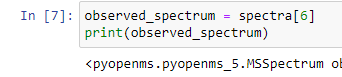 In [7]: observed_spectrum = spectra[6]
print(observed_spectrum)
<pyopenms.pyopenms_5.MSSpectrum ob